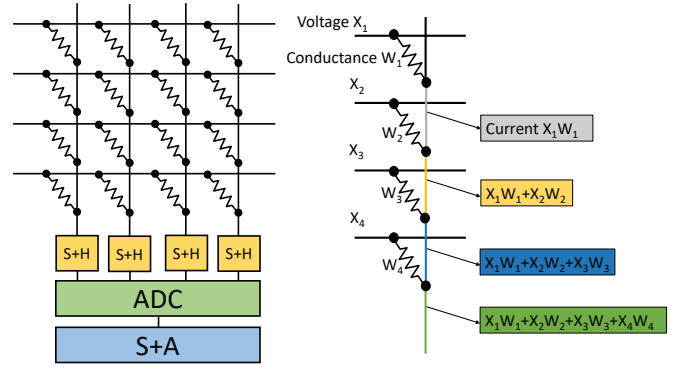 S+H S+H S+H S+H
ADC
S+A
Voltage X₁
Conductance W₁
X₂
W₂
Current X₁W₁
X₃
W₃
X₁W₁+X₂W₂
X₄
W₄
X₁W₁+X₂W₂+X₃W₃
X₁W₁+X₂W₂+X₃W₃+X₄W₄